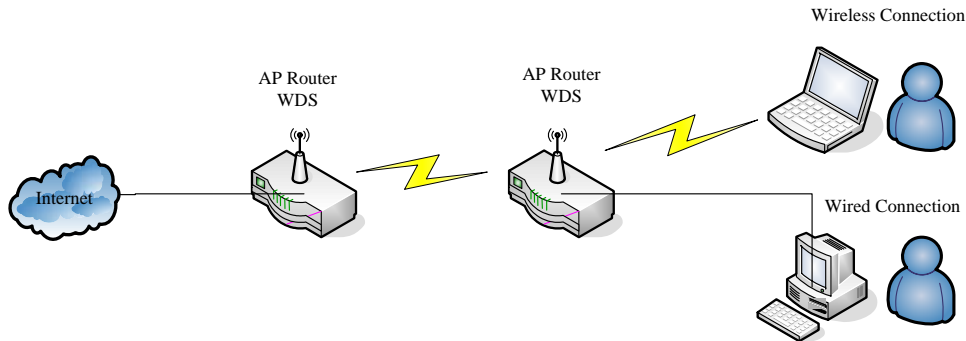 Wireless Connection
AP Router
WDS
AP Router
WDS
Internet
Wired Connection